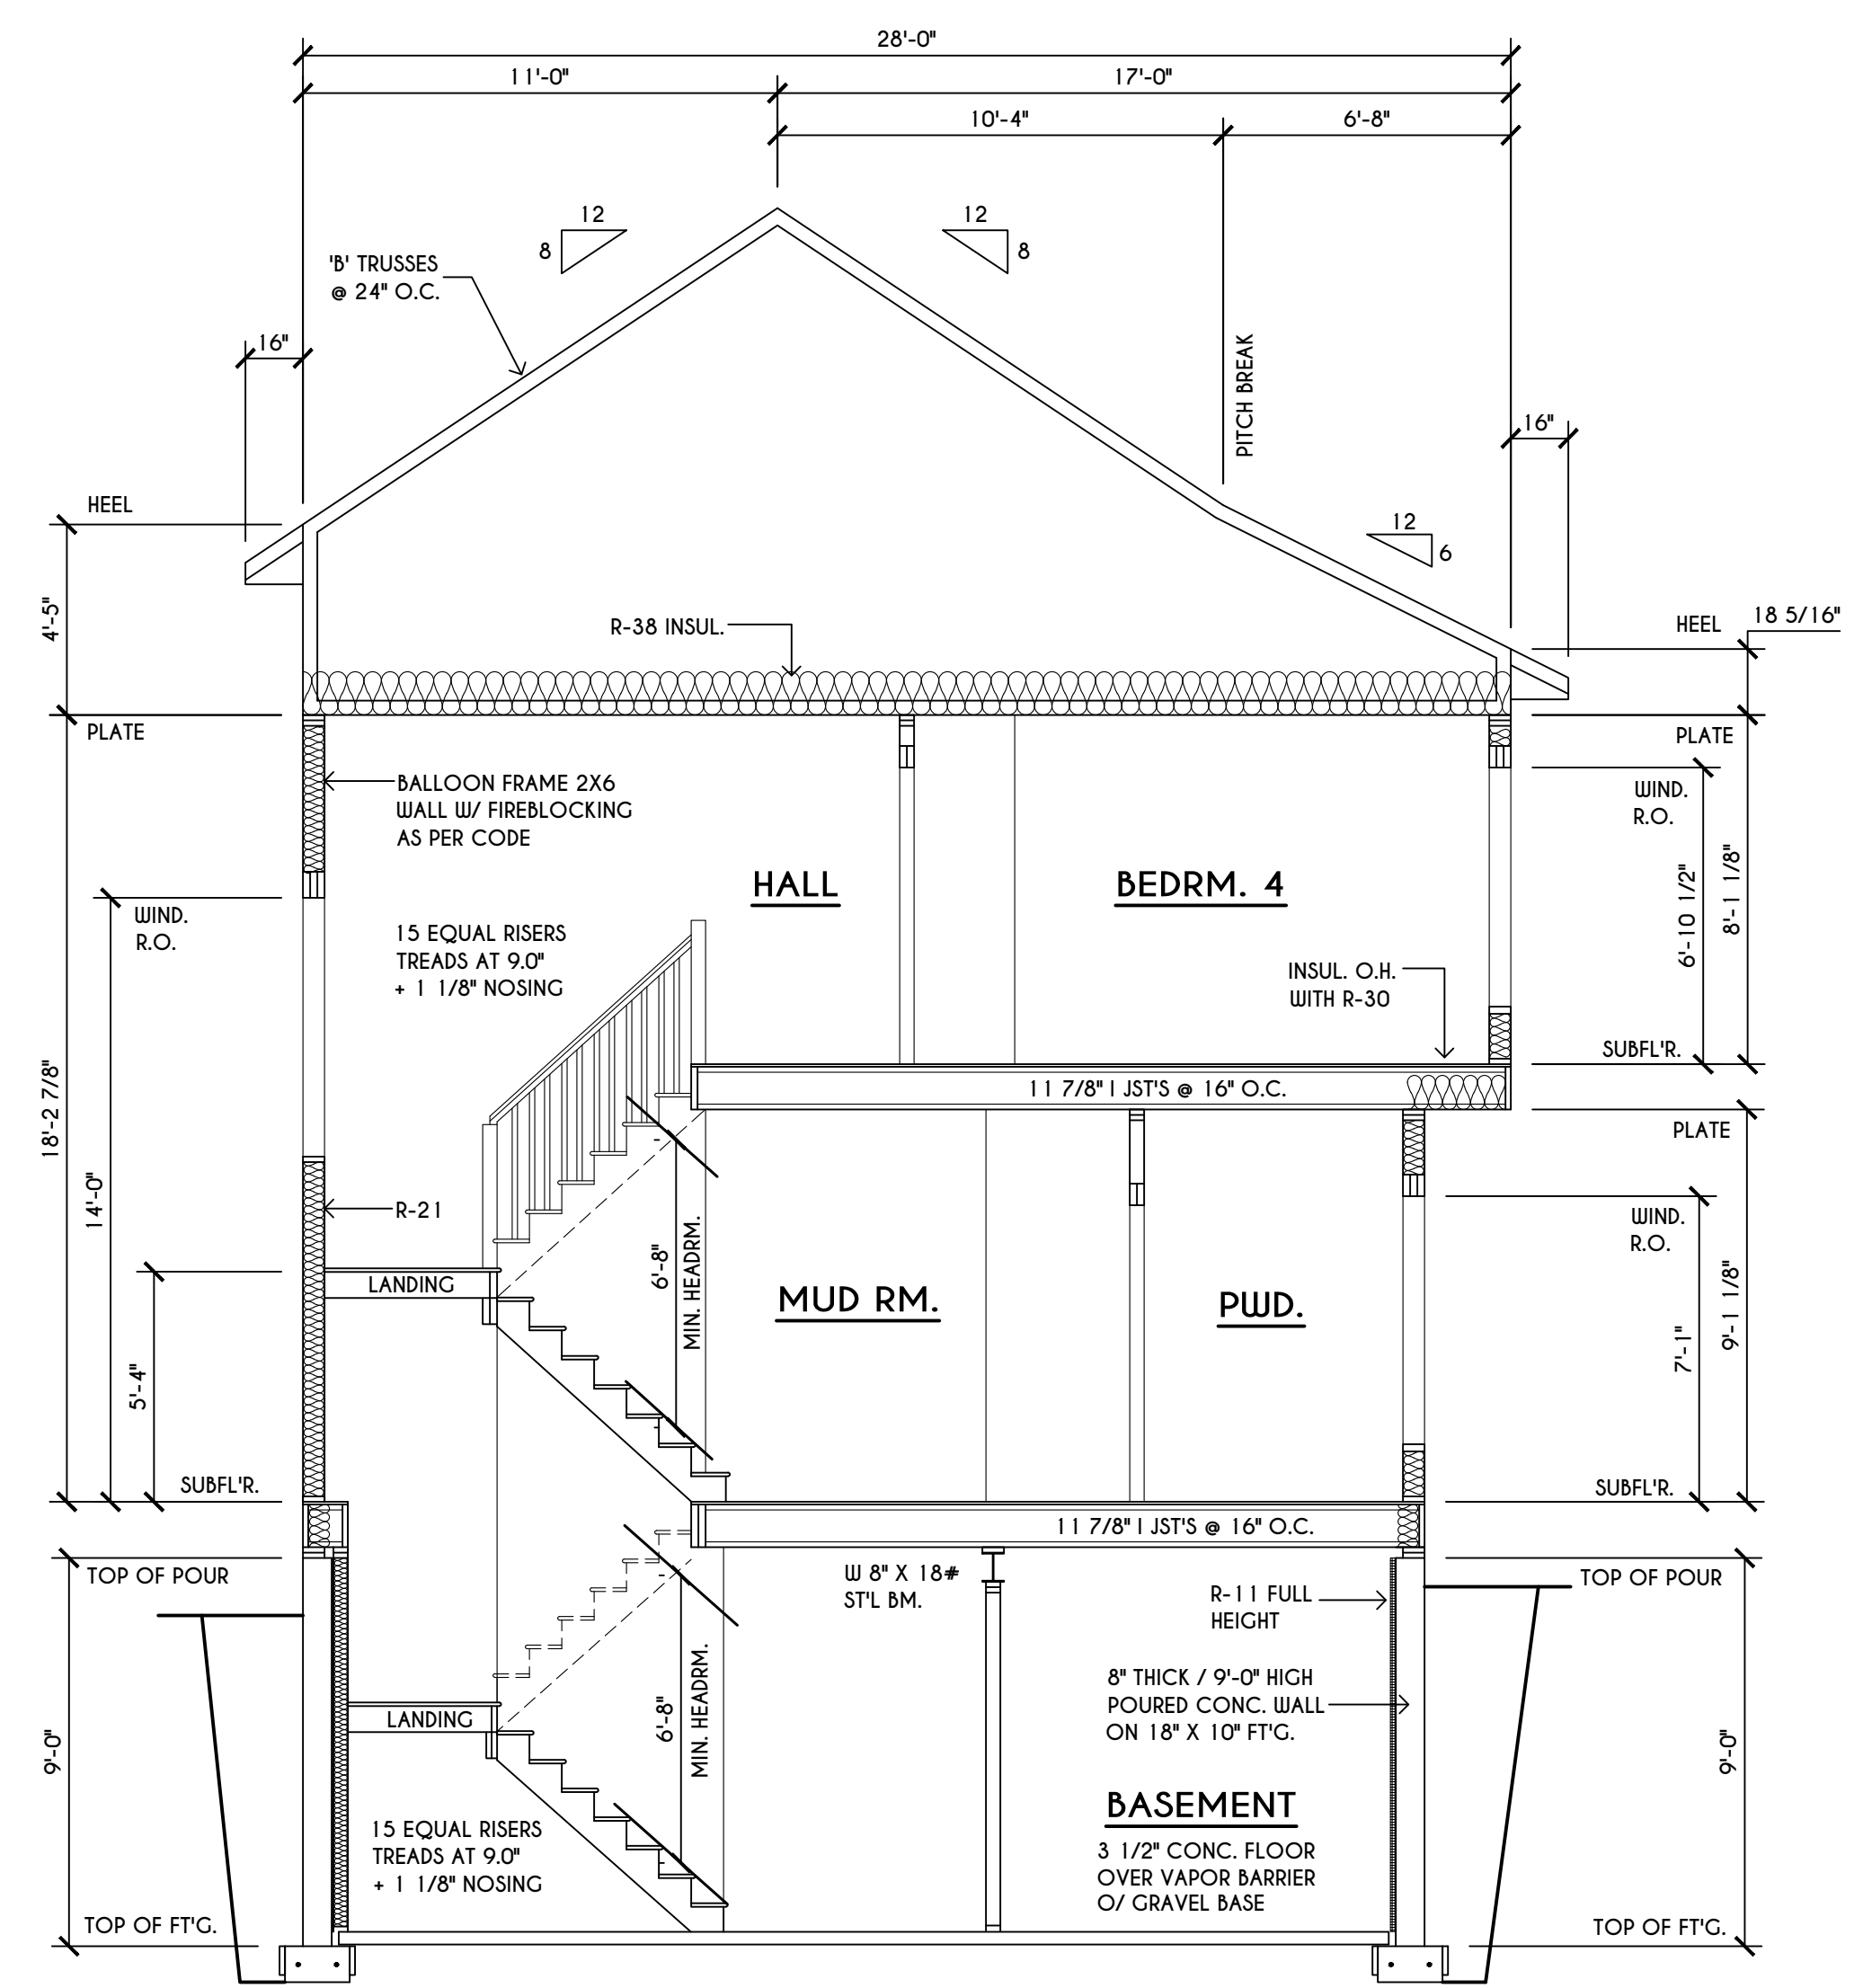 28'-0"
11'-0"
17'-0"
10'-4"
6'-8"
12
8
12
8
'B' TRUSSES
@ 24" O.C.
16"
PITCH BREAK
16"
HEEL
12
6
4'-5"
R-38 INSUL.
HEEL
18 5/16"
PLATE
PLATE
BALLOON FRAME 2X6
WALL W/ FIREBLOCKING
AS PER CODE
WIND.
R.O.
HALL
BEDRM. 4
6'-10 1/2"
8'-1 1/8"
WIND.
R.O.
15 EQUAL RISERS
TREADS AT 9.0"
+ 1 1/8" NOSING
INSUL. O.H.
WITH R-30
SUBFL'R.
18'-2 7/8"
11 7/8" I JST'S @ 16" O.C.
PLATE
14'-0"
R-21
WIND.
R.O.
6'-8"
MIN. HEADRM.
LANDING
MUD RM.
PWD.
7'-1"
9'-1 1/8"
5'-4"
SUBFL'R.
SUBFL'R.
11 7/8" I JST'S @ 16" O.C.
TOP OF POUR
W 8" X 18#
ST'L BM.
R-11 FULL
HEIGHT
TOP OF POUR
6'-8"
MIN. HEADRM.
8" THICK / 9'-0" HIGH
POURED CONC. WALL
ON 18" X 10" FT'G.
LANDING
9'-0"
9'-0"
BASEMENT
15 EQUAL RISERS
TREADS AT 9.0"
+ 1 1/8" NOSING
3 1/2" CONC. FLOOR
OVER VAPOR BARRIER
O/ GRAVEL BASE
TOP OF FT'G.
TOP OF FT'G.